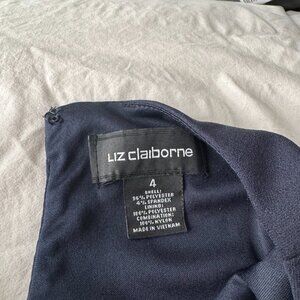 LIZ claiborne
4
SHELL:
96% POLYESTER
4% SPANDEX
LINING:
100% POLYESTER
COMBINATION:
100% NYLON
MADE IN VIETNAM